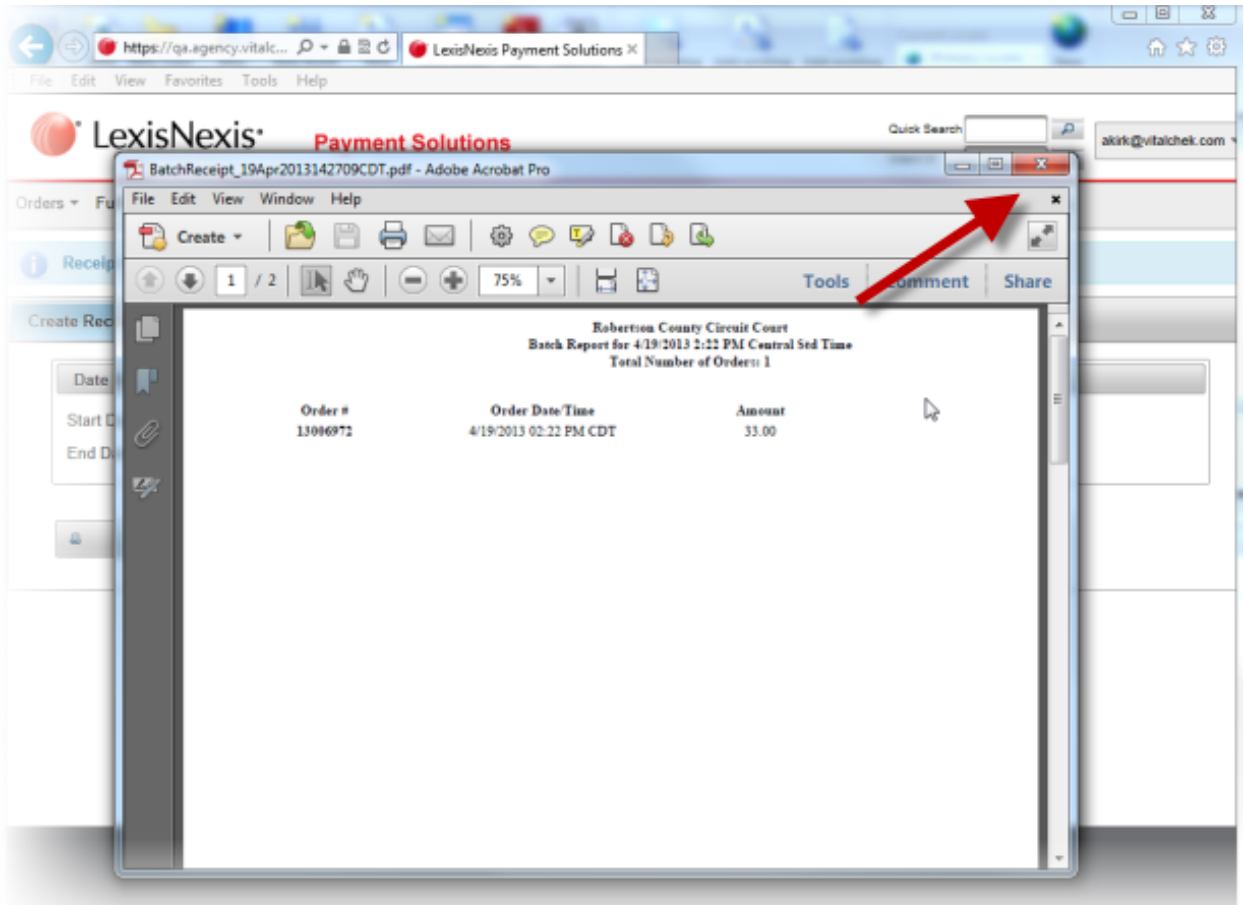 https://qa.agency.vitalc...
LexisNexis Payment Solutions
File Edit View Favorites Tools Help
LexisNexis Payment Solutions
Quick Search
akirk@vitalchek.com
Orders Fu
Receip
Create Rec
Date
Start D
End Da
BatchReceipt_19Apr2013142709CDT.pdf - Adobe Acrobat Pro
File Edit View Window Help
Create
1 / 2 75% Tools Comment Share
Robertson County Circuit Court
Batch Report for 4/19/2013 2:22 PM Central Std Time
Total Number of Orders: 1
Order # Order Date/Time Amount
13006972 4/19/2013 02:22 PM CDT 33.00